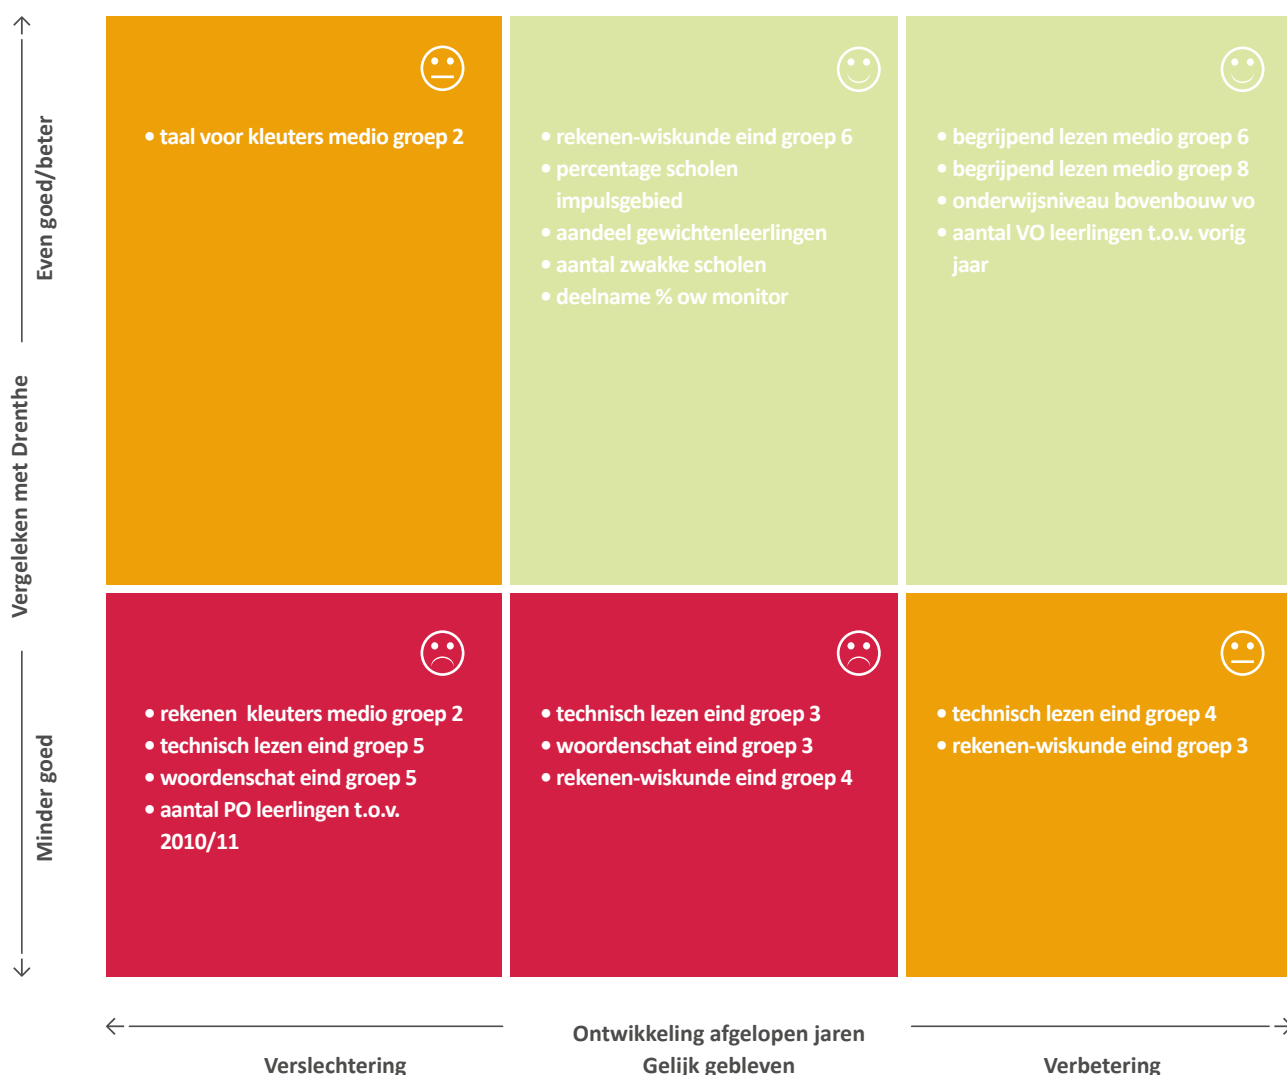 Even goed/beter
Vergeleken met Drenthe
Minder goed
• taal voor kleuters medio groep 2
• rekenen-wiskunde eind groep 6
• percentage scholen
impulsgebied
• aandeel gewichtenleerlingen
• aantal zwakke scholen
• deelname % ow monitor
• begrijpend lezen medio groep 6
• begrijpend lezen medio groep 8
• onderwijsniveau bovenbouw vo
• aantal VO leerlingen t.o.v. vorig
jaar
• rekenen kleuters medio groep 2
• technisch lezen eind groep 5
• woordenschat eind groep 5
• aantal PO leerlingen t.o.v.
2010/11
• technisch lezen eind groep 3
• woordenschat eind groep 3
• rekenen-wiskunde eind groep 4
• technisch lezen eind groep 4
• rekenen-wiskunde eind groep 3
Ontwikkeling afgelopen jaren
Verslechtering
Gelijk gebleven
Verbetering